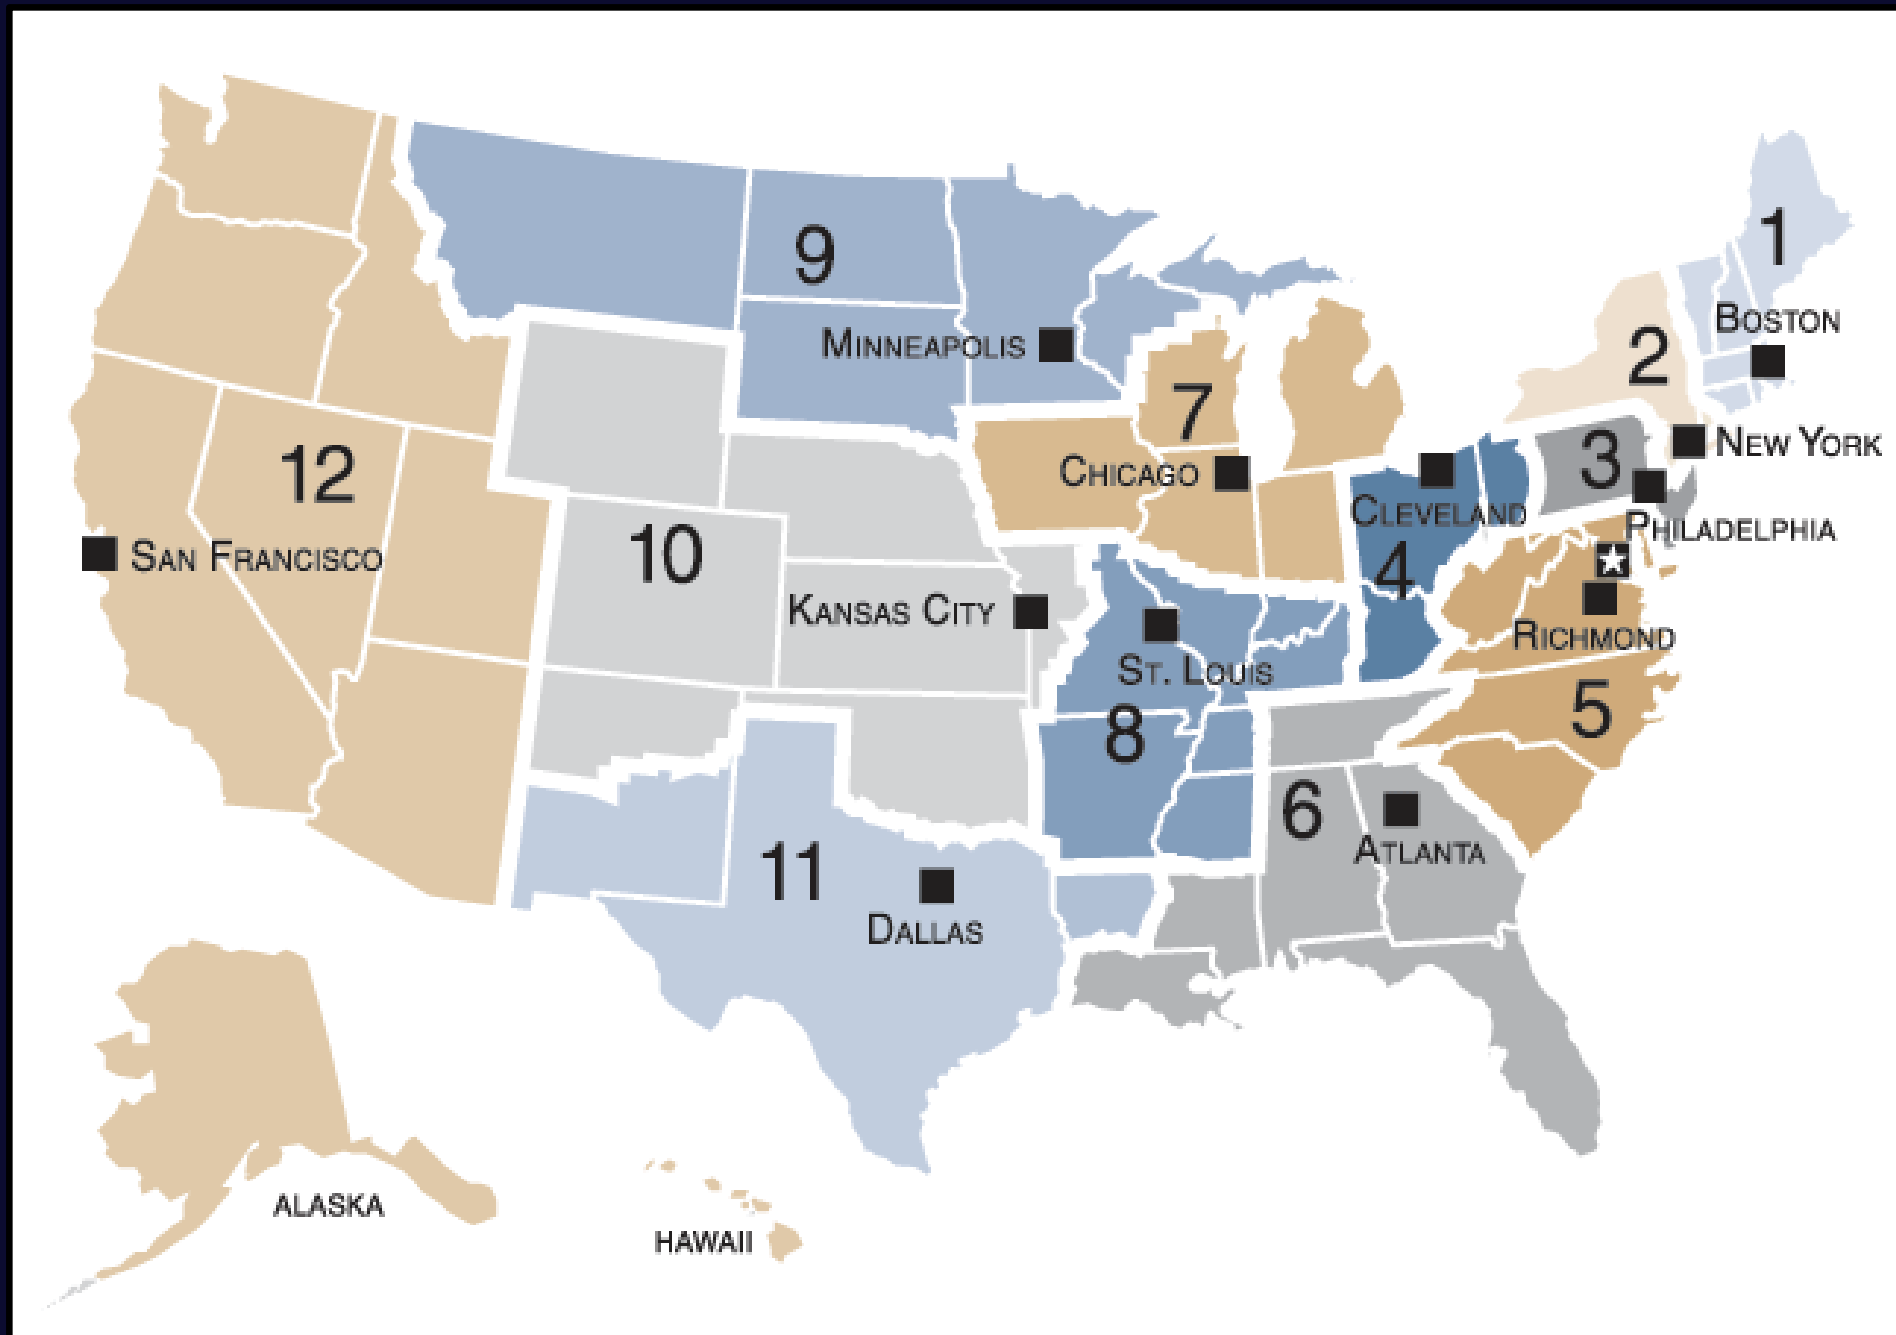 1
9
BOSTON
MINNEAPOLIS
2
7
NEW YORK
3
12
CHICAGO
CLEVELAND
PHILADELPHIA
SAN FRANCISCO
10
4
KANSAS CITY
RICHMOND
ST. LOUIS
5
8
6
11
ATLANTA
DALLAS
ALASKA
HAWAII